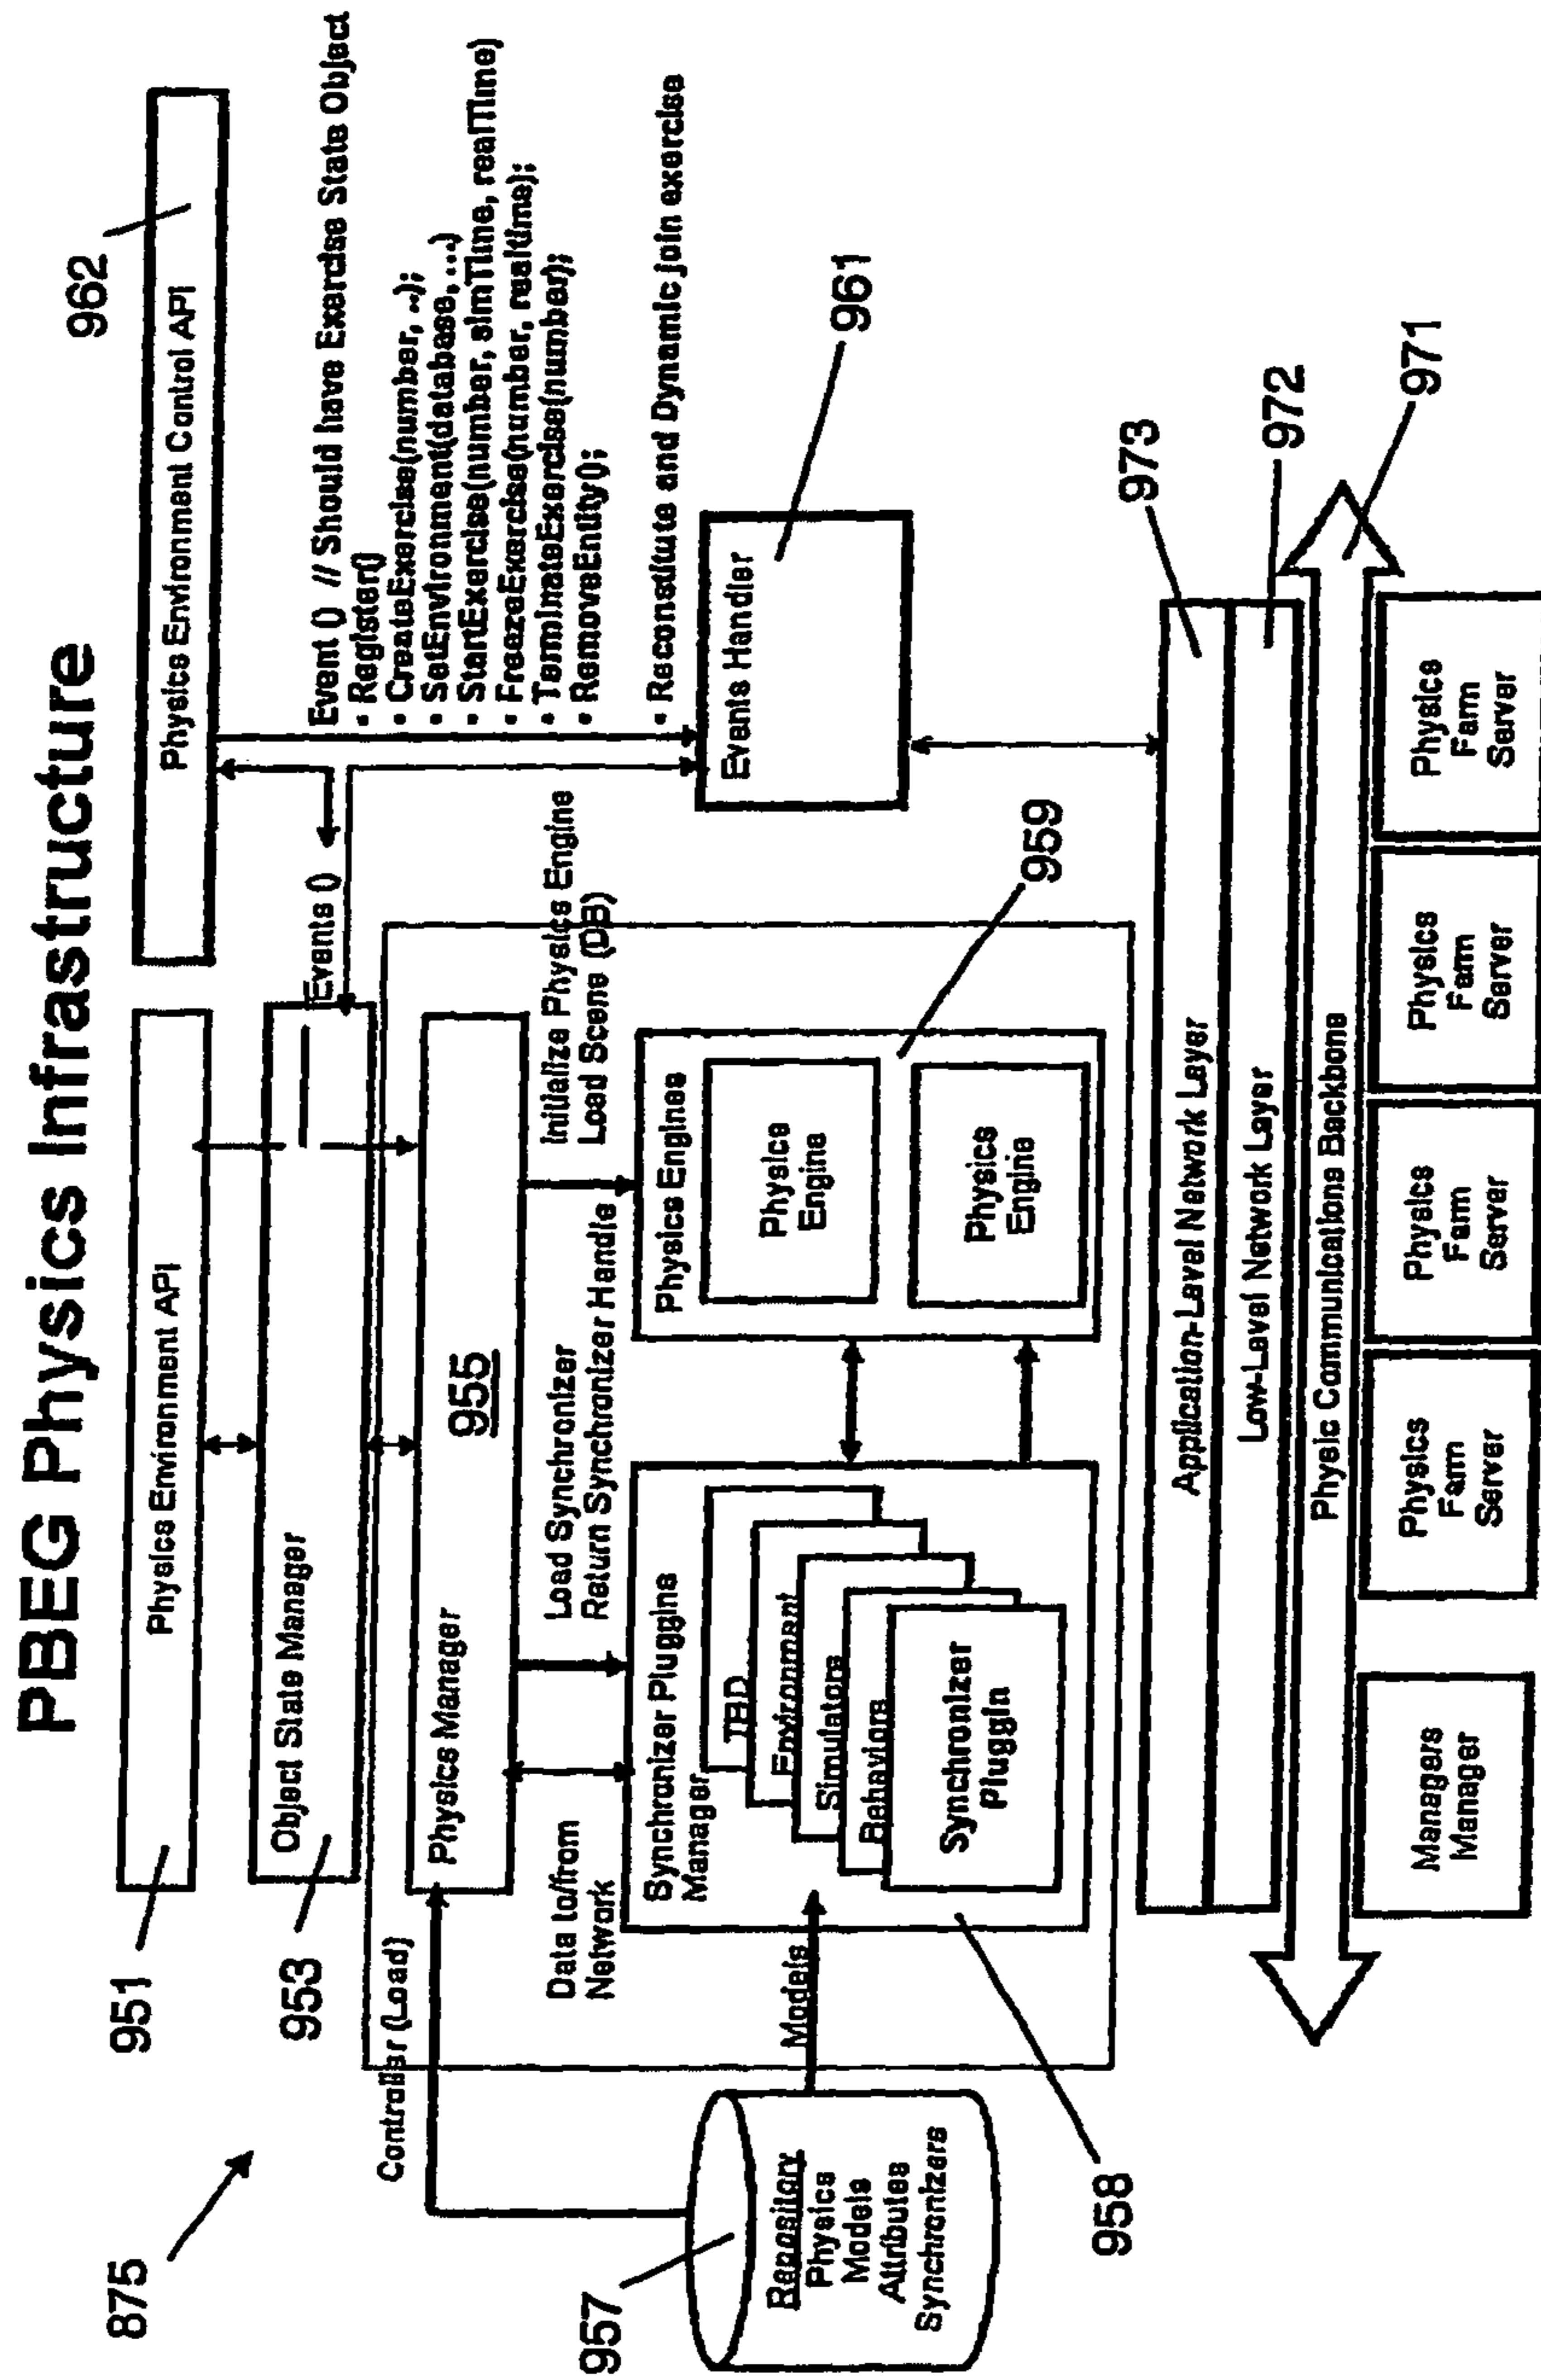 PBEG Physics Infrastructure
875
951
Physics Environment API
962
Physics Environment Control API
953
Object State Manager
Events ()
Event () // Should have Exercise State Object
• Register()
• CreateExercise(number, ..);
• SetEnvironment(database, ...)
• StartExercise(number, simTime, realTime)
• FreezeExercise(number, realtime);
• TerminateExercise(number);
• RemoveEntity();
• Reconstitute and Dynamic join exercise
Controller (Load)
Physics Manager
955
Data to/from
Network
Load Synchronizer
Return Synchronizer Handle
Initialize Physics Engine
Load Scene (DB)
957
Repository
Physics
Models
Attributes
Synchronizers
Models
Synchronizer Pluggins
Manager
TBD
Environment
Simulators
Behaviors
Synchronizer
Pluggin
958
Physics Engines
Physics
Engine
Physics
Engine
959
Events Handler
961
973
Application-Level Network Layer
972
Low-Level Network Layer
971
Physic Communications Backbone
Managers
Manager
Physics
Farm
Server
Physics
Farm
Server
Physics
Farm
Server
Physics
Farm
Server